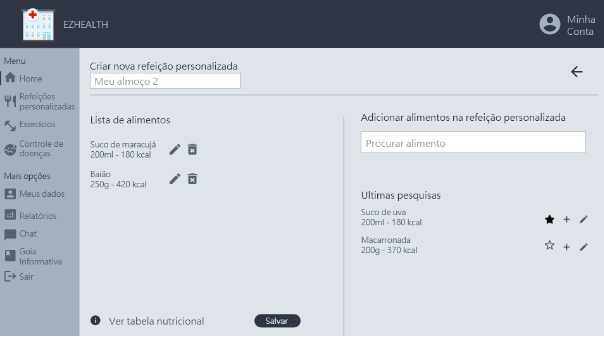 EZHEALTH
Minha
Conta
Menu
Home
Refeições
personalizadas
Exercícios
Controle de
doenças
Mais opções
Meus dados
Relatórios
Chat
Guia
Informativa
Sair
Criar nova refeição personalizada
Meu almoço 2
Lista de alimentos
Suco de maracujá
200ml - 180 kcal
Baião
250g - 420 kcal
Ver tabela nutricional
Salvar
Adicionar alimentos na refeição personalizada
Procurar alimento
Ultimas pesquisas
Suco de uva
200ml - 180 kcal
Macarronada
200g - 370 kcal